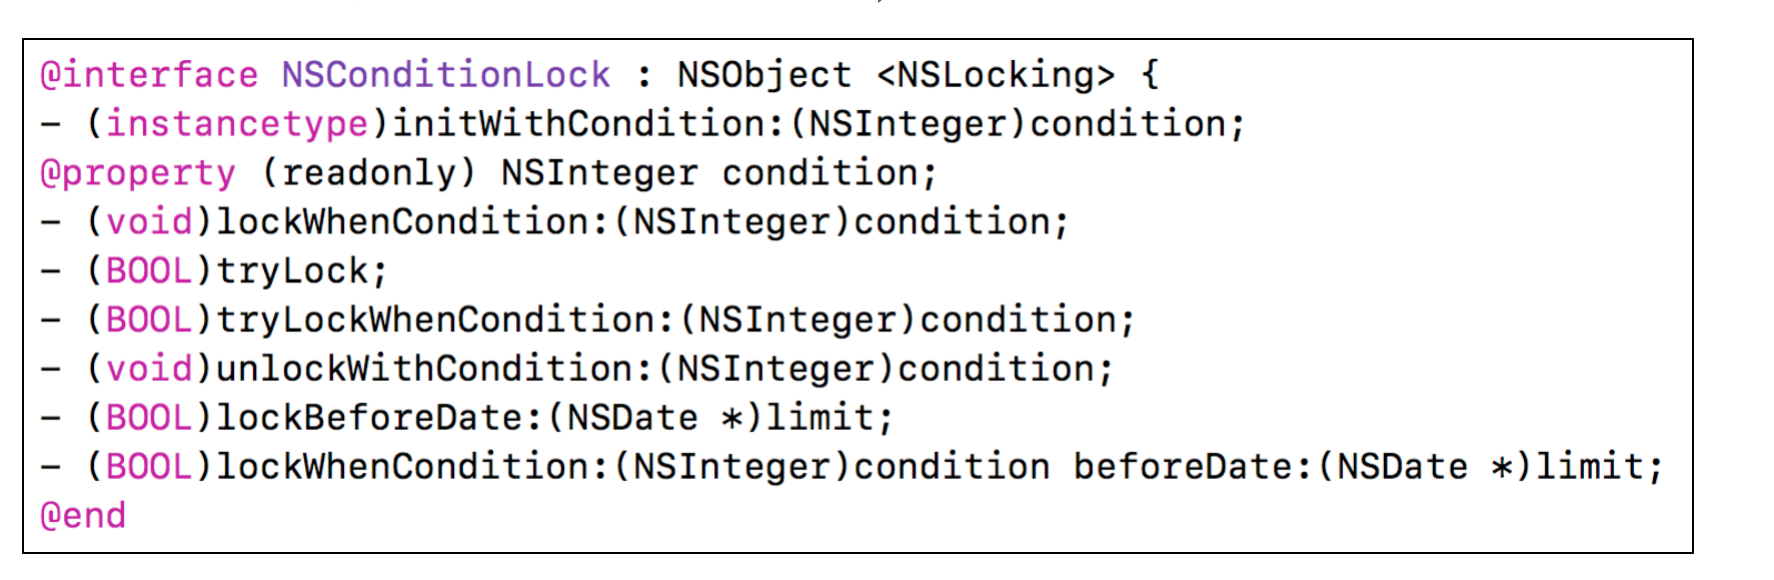 @interface NSConditionLock : NSObject <NSLocking> {
- (instancetype)initWithCondition:(NSInteger)condition;
@property (readonly) NSInteger condition;
- (void)lockWhenCondition:(NSInteger)condition;
- (BOOL)tryLock;
- (BOOL)tryLockWhenCondition:(NSInteger)condition;
- (void)unlockWithCondition:(NSInteger)condition;
- (BOOL)lockBeforeDate:(NSDate *)limit;
- (BOOL)lockWhenCondition:(NSInteger)condition beforeDate:(NSDate *)limit;
@end